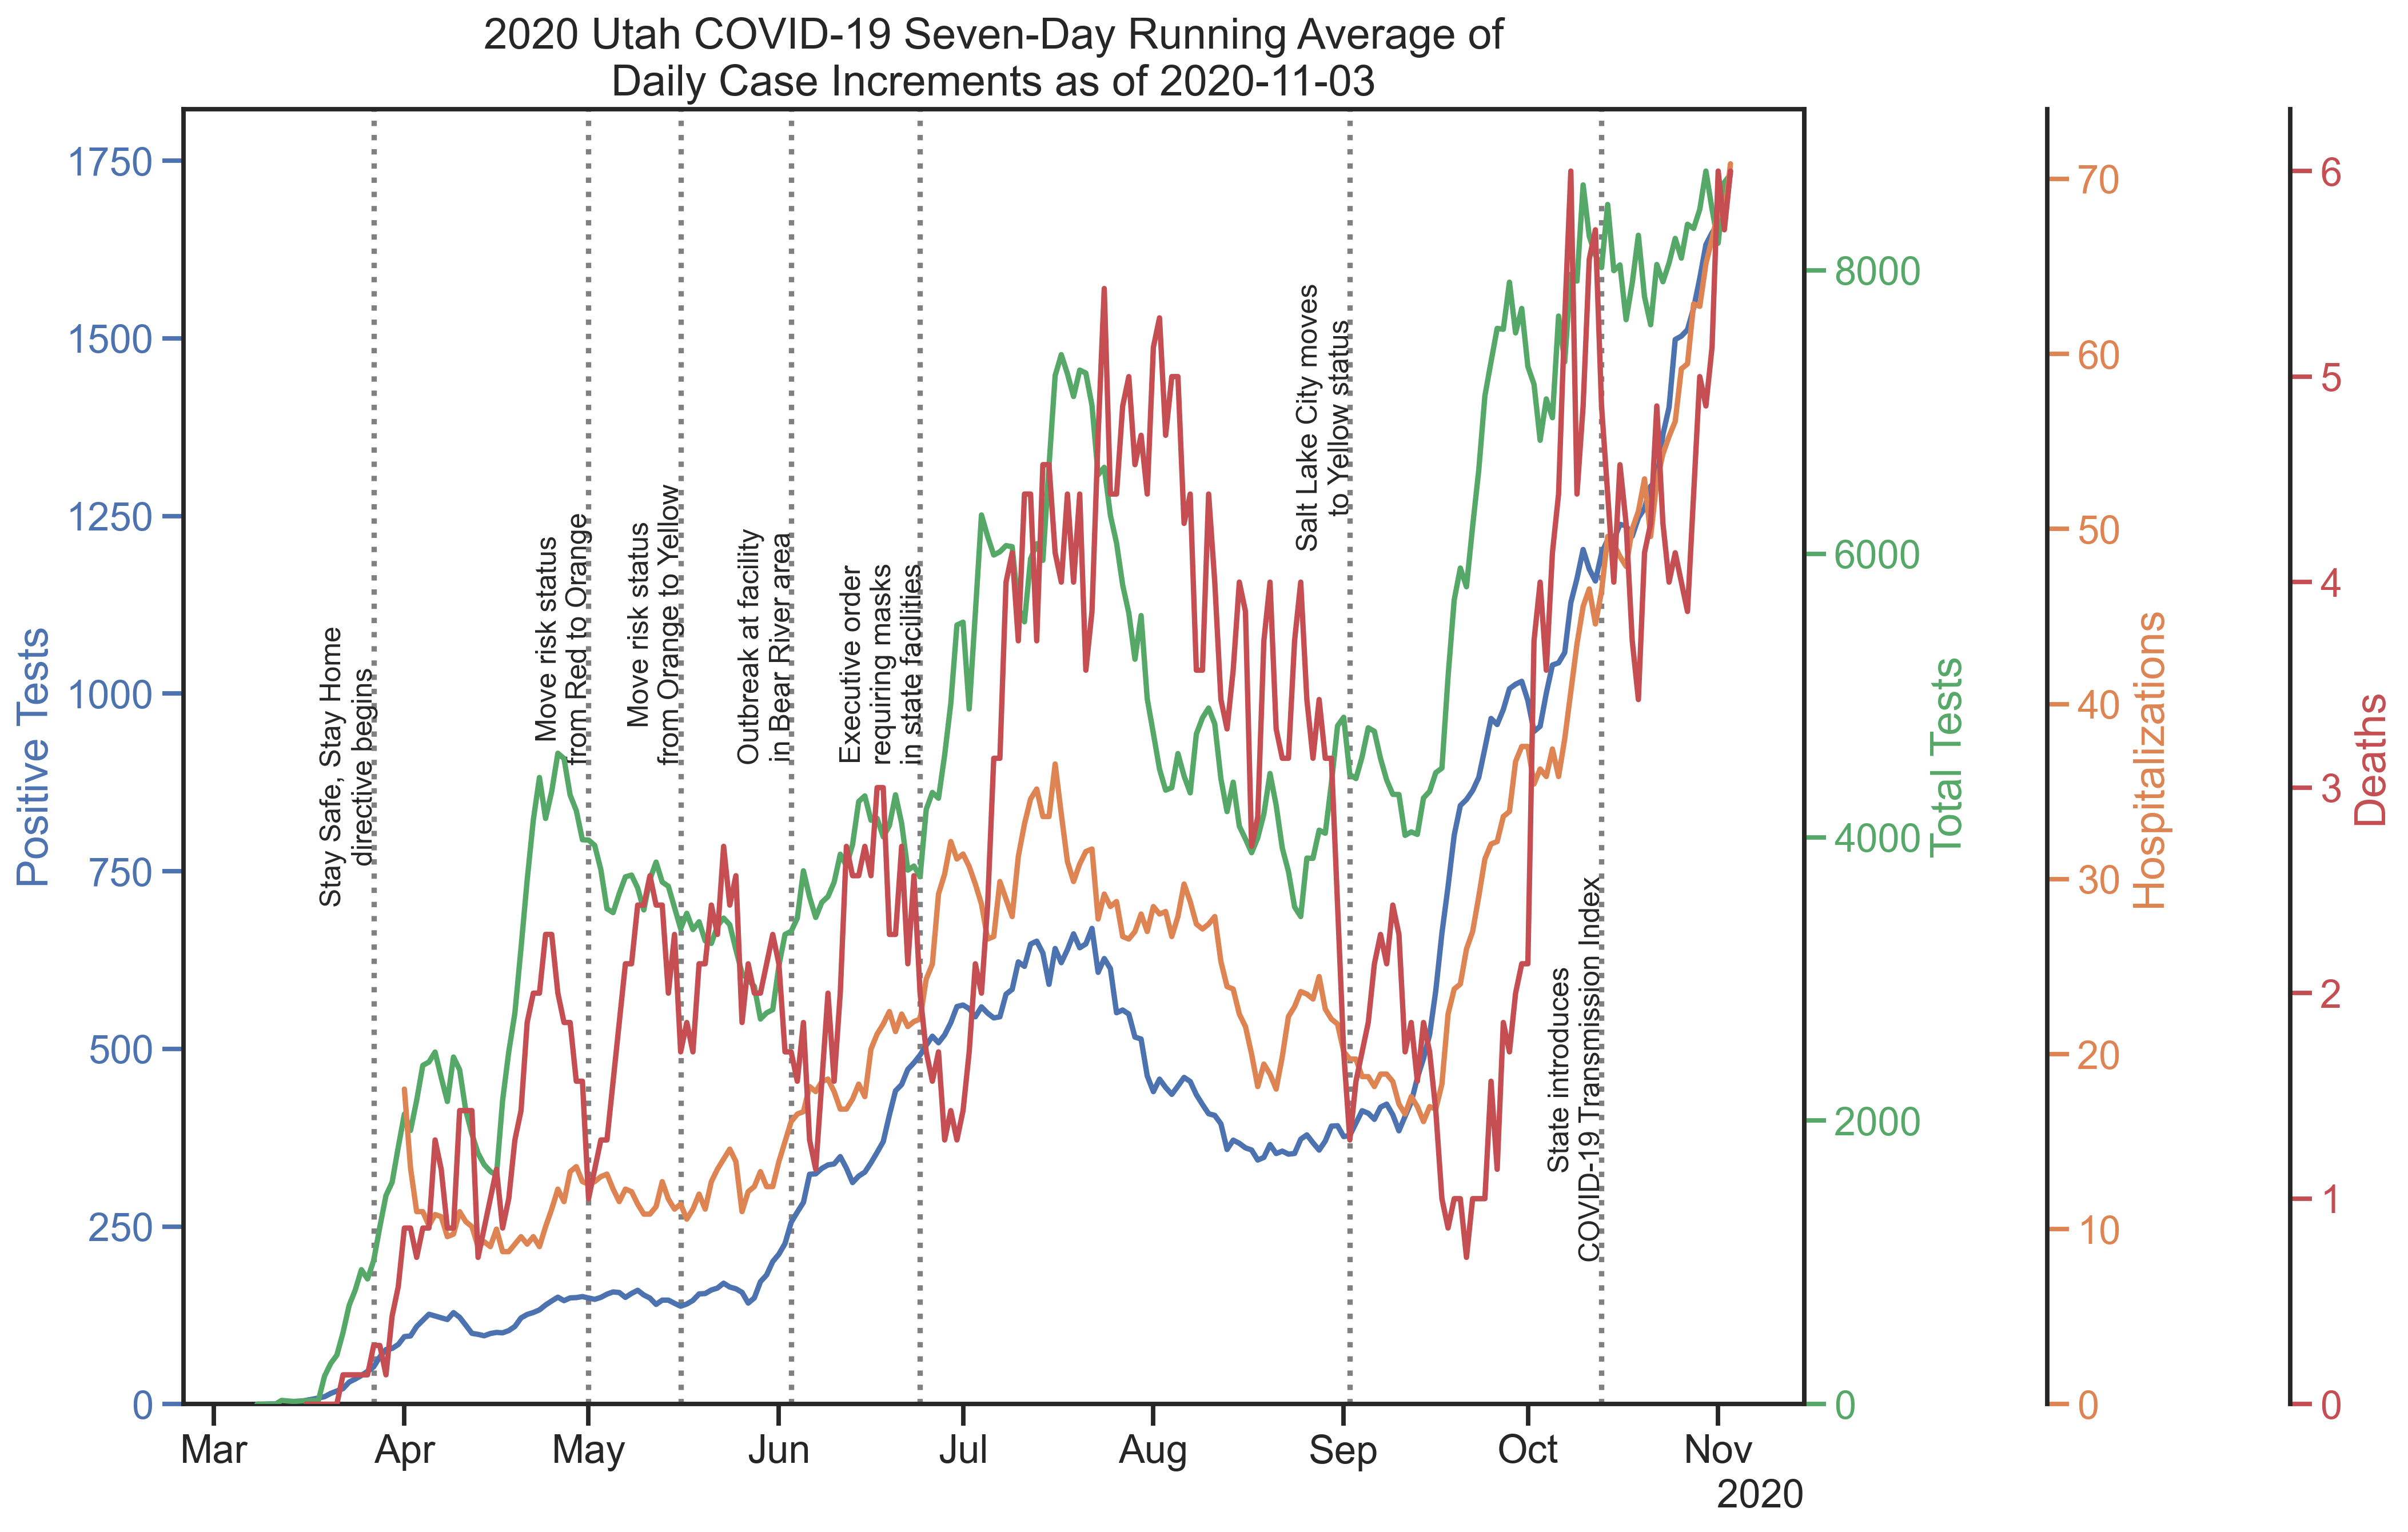 2020 Utah COVID-19 Seven-Day Running Average of
Daily Case Increments as of 2020-11-03
Positive Tests
1750
1500
1250
1000
750
500
250
0
Stay Safe, Stay Home
directive begins
Move risk status
from Red to Orange
Move risk status
from Orange to Yellow
Outbreak at facility
in Bear River area
Executive order
requiring masks
in state facilities
Salt Lake City moves
to Yellow status
State introduces
COVID-19 Transmission Index
8000
6000
4000
2000
0
Total Tests
70
60
50
40
30
20
10
0
Hospitalizations
6
5
4
3
2
1
0
Deaths
Mar
Apr
May
Jun
Jul
Aug
Sep
Oct
Nov
2020